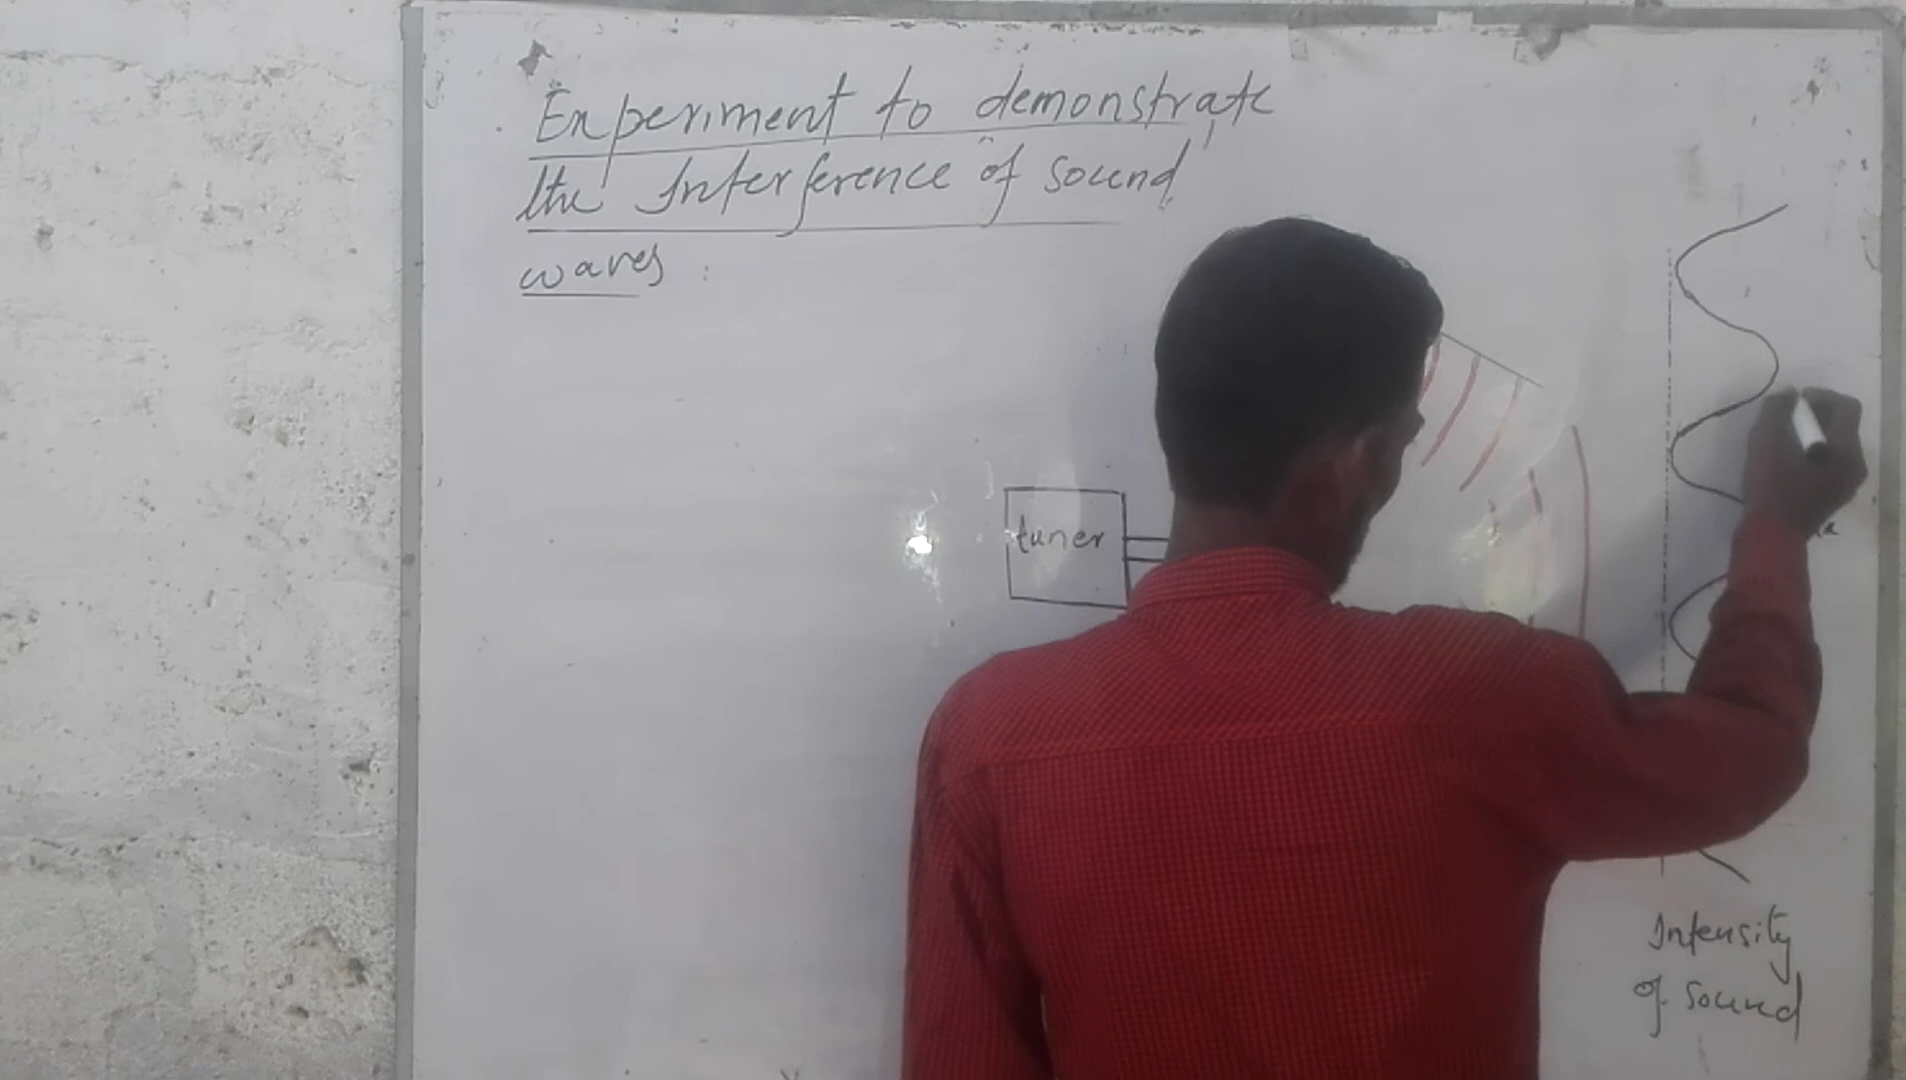 Experiment to demonstrate
the Interference of sound
waves :
tuner
Intensity
of sound